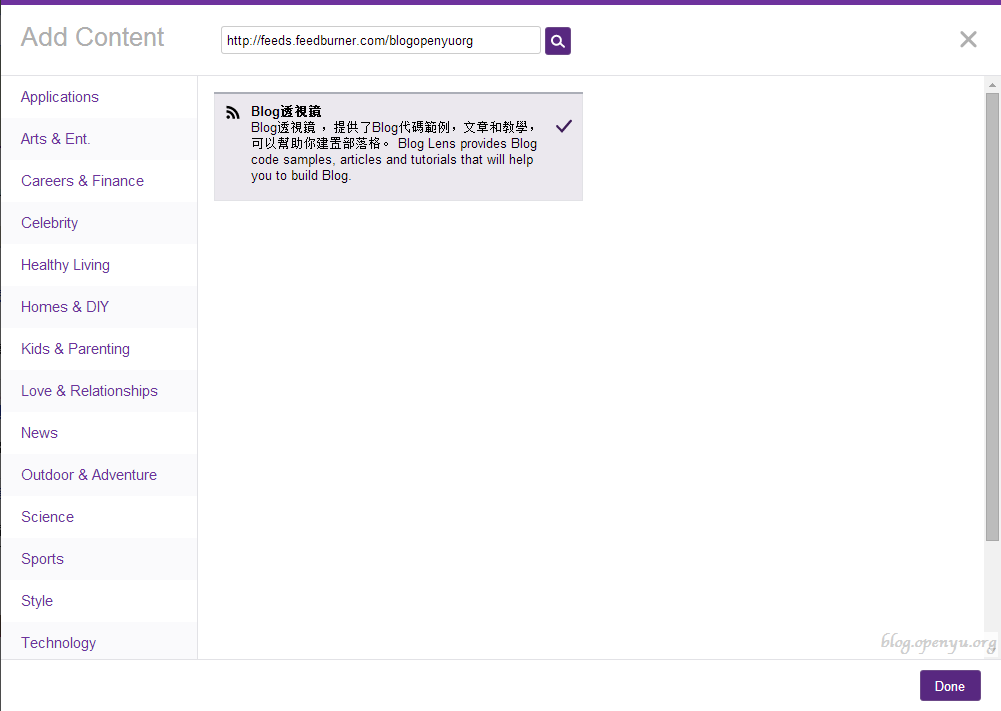 Add Content
http://feeds.feedburner.com/blogopenyuorg
Applications
Arts & Ent.
Careers & Finance
Celebrity
Healthy Living
Homes & DIY
Kids & Parenting
Love & Relationships
News
Outdoor & Adventure
Science
Sports
Style
Technology
Blog透視鏡
Blog透視鏡 ，提供了Blog代碼範例，文章和教學，
可以幫助你建置部落格。 Blog Lens provides Blog
code samples, articles and tutorials that will help
you to build Blog.
blog.openyu.org
Done